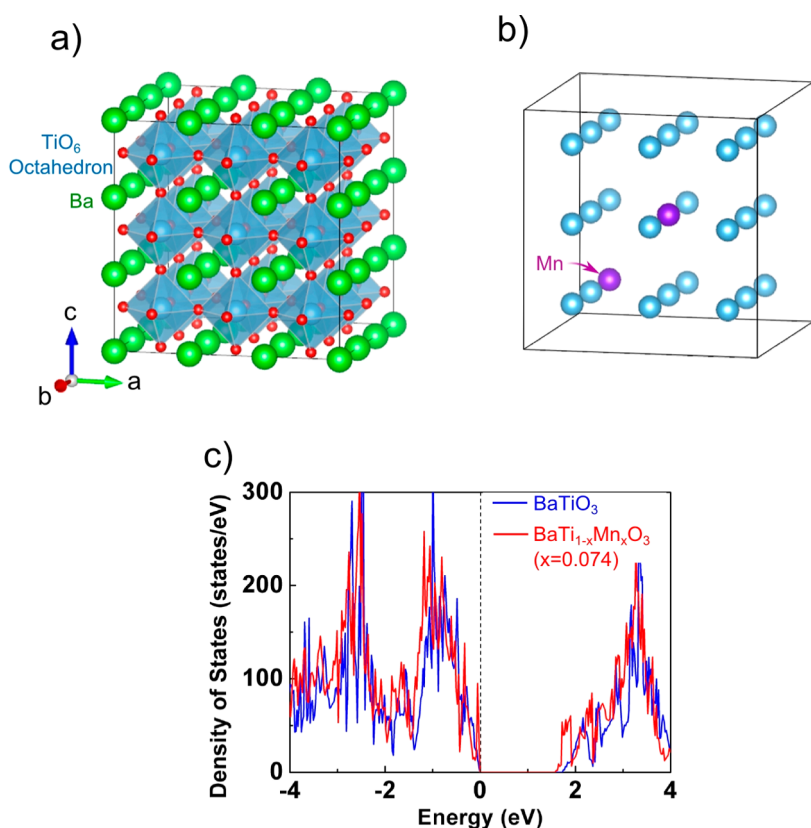 a)
TiO6
Octahedron
Ba
c
b
a
b)
Mn
c)
300
200
100
0
-4
-2
0
2
4
Density of States (states/eV)
Energy (eV)
BaTiO3
BaTi1-xMnxO3
(x=0.074)